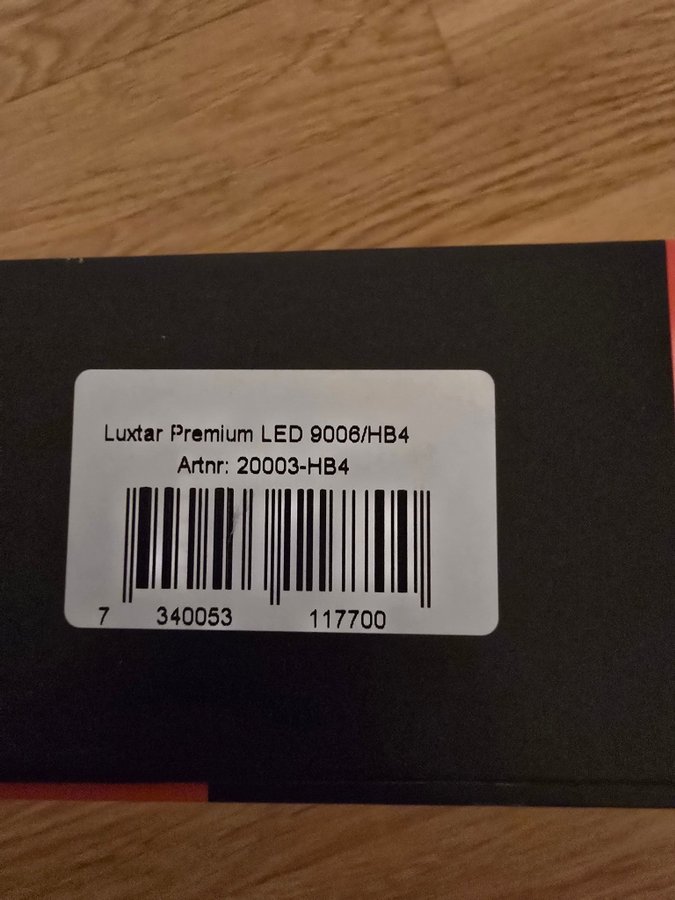 Luxtar Premium LED 9006/HB4
Artnr: 20003-HB4
7 340053 117700